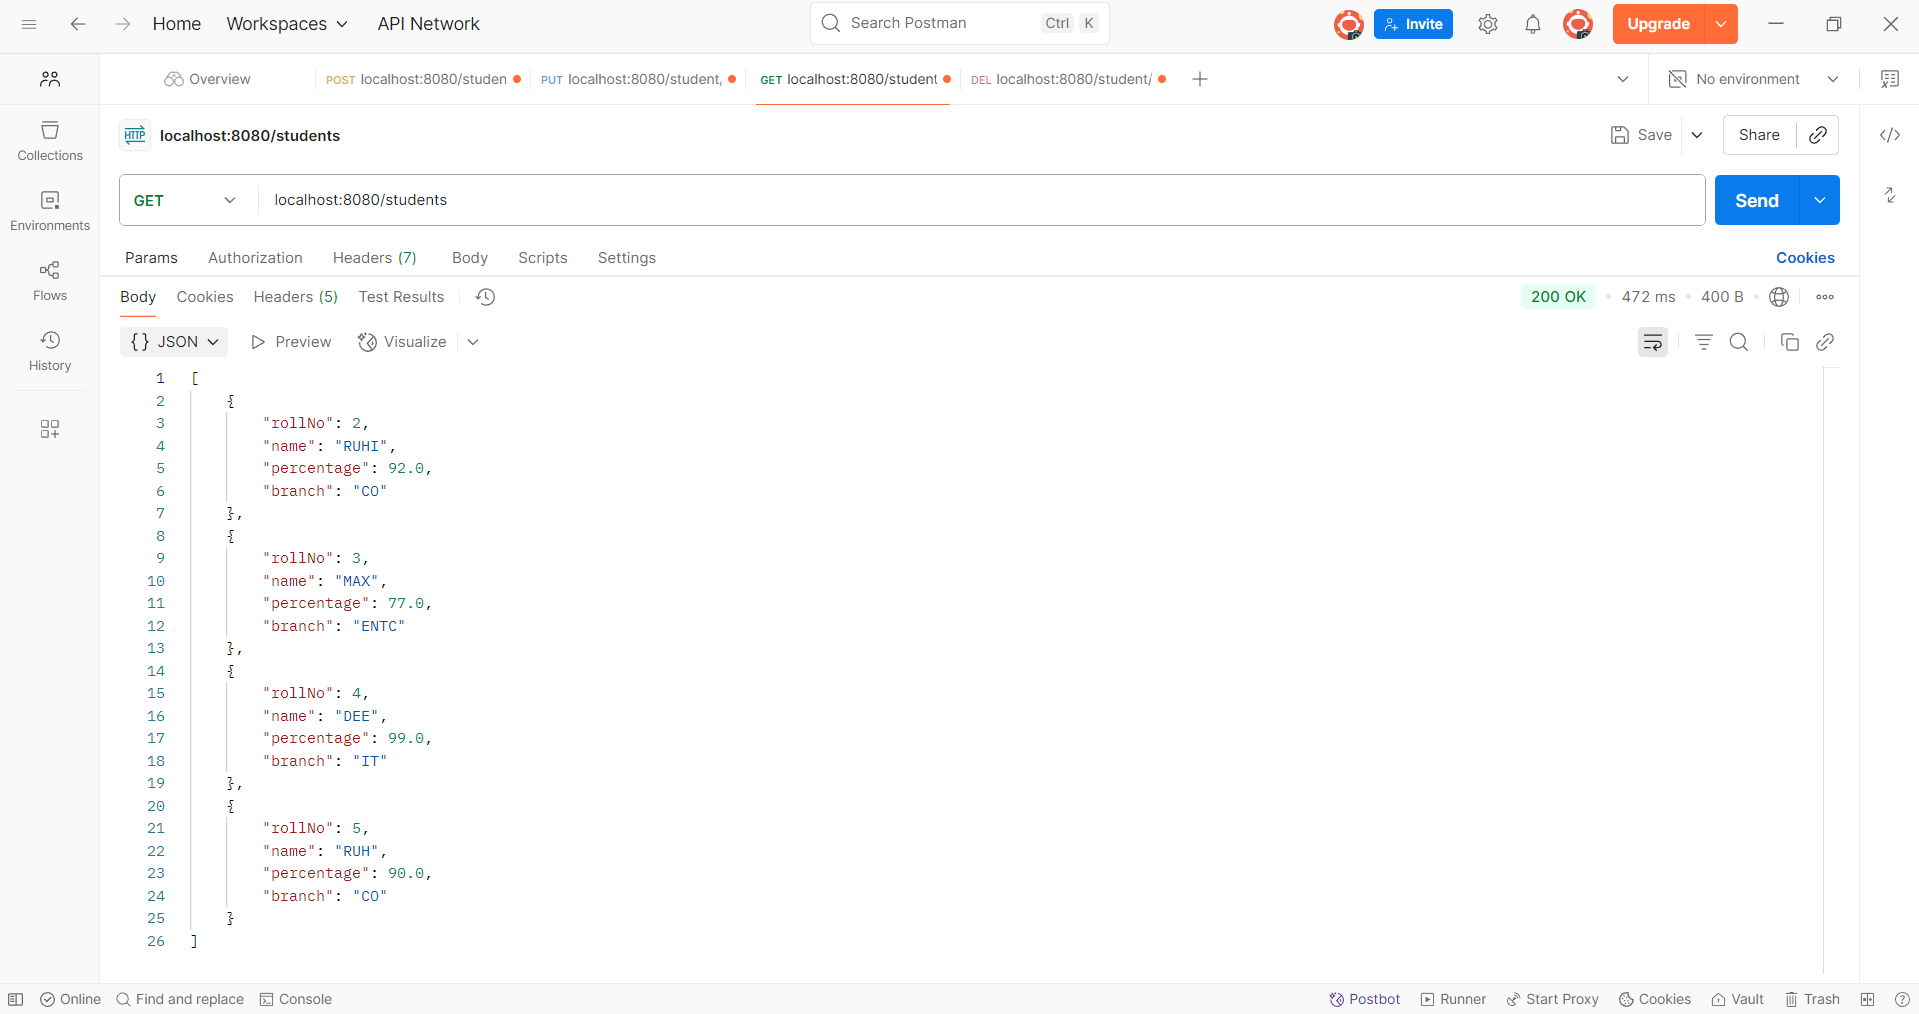 Home Workspaces API Network Search Postman Ctrl K Invite Upgrade
Overview POST localhost:8080/studen PUT localhost:8080/student, GET localhost:8080/student DEL localhost:8080/student/ No environment
HTTP localhost:8080/students Save Share
Collections
GET localhost:8080/students Send
Environments
Params Authorization Headers (7) Body Scripts Settings Cookies
Flows
Body Cookies Headers (5) Test Results 200 OK 472 ms 400 B
{} JSON Preview Visualize
History
1 [
2 {
3 "rollNo": 2,
4 "name": "RUHI",
5 "percentage": 92.0,
6 "branch": "CO"
7 },
8 {
9 "rollNo": 3,
10 "name": "MAX",
11 "percentage": 77.0,
12 "branch": "ENTC"
13 },
14 {
15 "rollNo": 4,
16 "name": "DEE",
17 "percentage": 99.0,
18 "branch": "IT"
19 },
20 {
21 "rollNo": 5,
22 "name": "RUH",
23 "percentage": 90.0,
24 "branch": "CO"
25 }
26 ]
Online Find and replace Console Postbot Runner Start Proxy Cookies Vault Trash